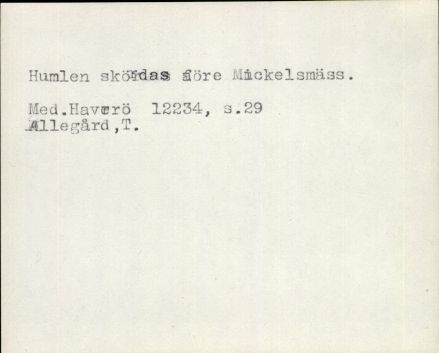 Humlen skördas före Mickelsmäss.
Med.Haverö 12234, s.29
Allegård,T.